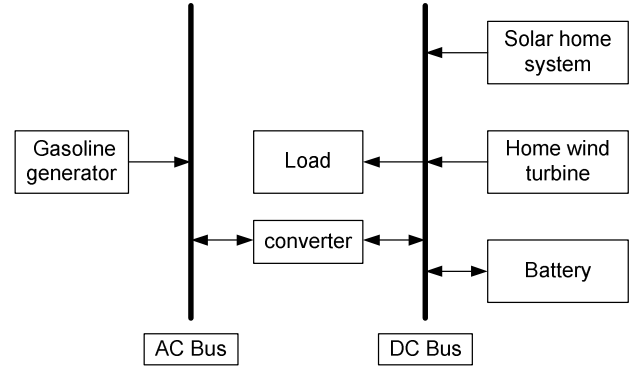 Solar home
system
Gasoline
generator
Load
Home wind
turbine
converter
Battery
AC Bus
DC Bus